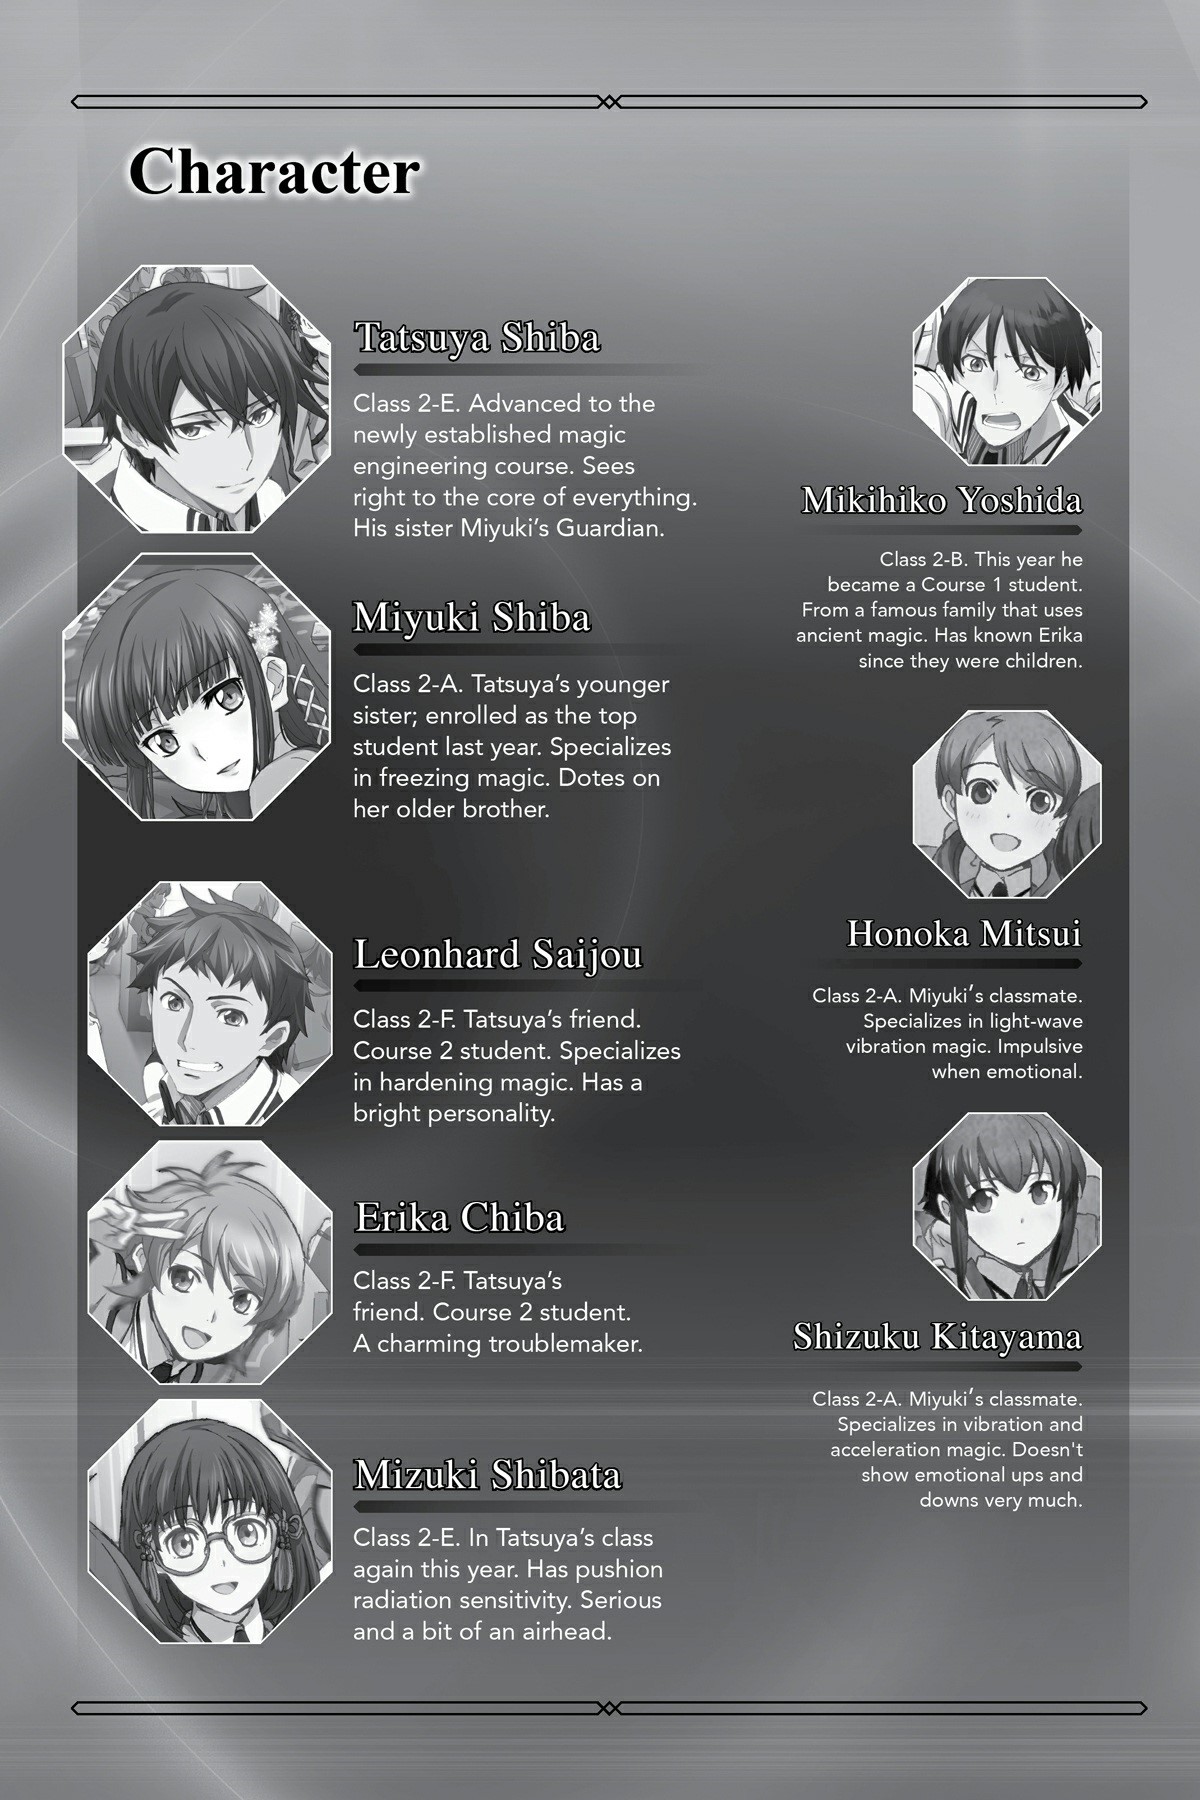 Character
Tatsuya Shiba
Class 2-E. Advanced to the
newly established magic
engineering course. Sees
right to the core of everything.
His sister Miyuki’s Guardian.
Miyuki Shiba
Class 2-A. Tatsuya’s younger
sister; enrolled as the top
student last year. Specializes
in freezing magic. Dotes on
her older brother.
Leonhard Saijou
Class 2-F. Tatsuya’s friend.
Course 2 student. Specializes
in hardening magic. Has a
bright personality.
Erika Chiba
Class 2-F. Tatsuya’s
friend. Course 2 student.
A charming troublemaker.
Mizuki Shibata
Class 2-E. In Tatsuya’s class
again this year. Has pushion
radiation sensitivity. Serious
and a bit of an airhead.
Mikihiko Yoshida
Class 2-B. This year he
became a Course 1 student.
From a famous family that uses
ancient magic. Has known Erika
since they were children.
Honoka Mitsui
Class 2-A. Miyuki′s classmate.
Specializes in light-wave
vibration magic. Impulsive
when emotional.
Shizuku Kitayama
Class 2-A. Miyuki′s classmate.
Specializes in vibration and
acceleration magic. Doesn't
show emotional ups and
downs very much.